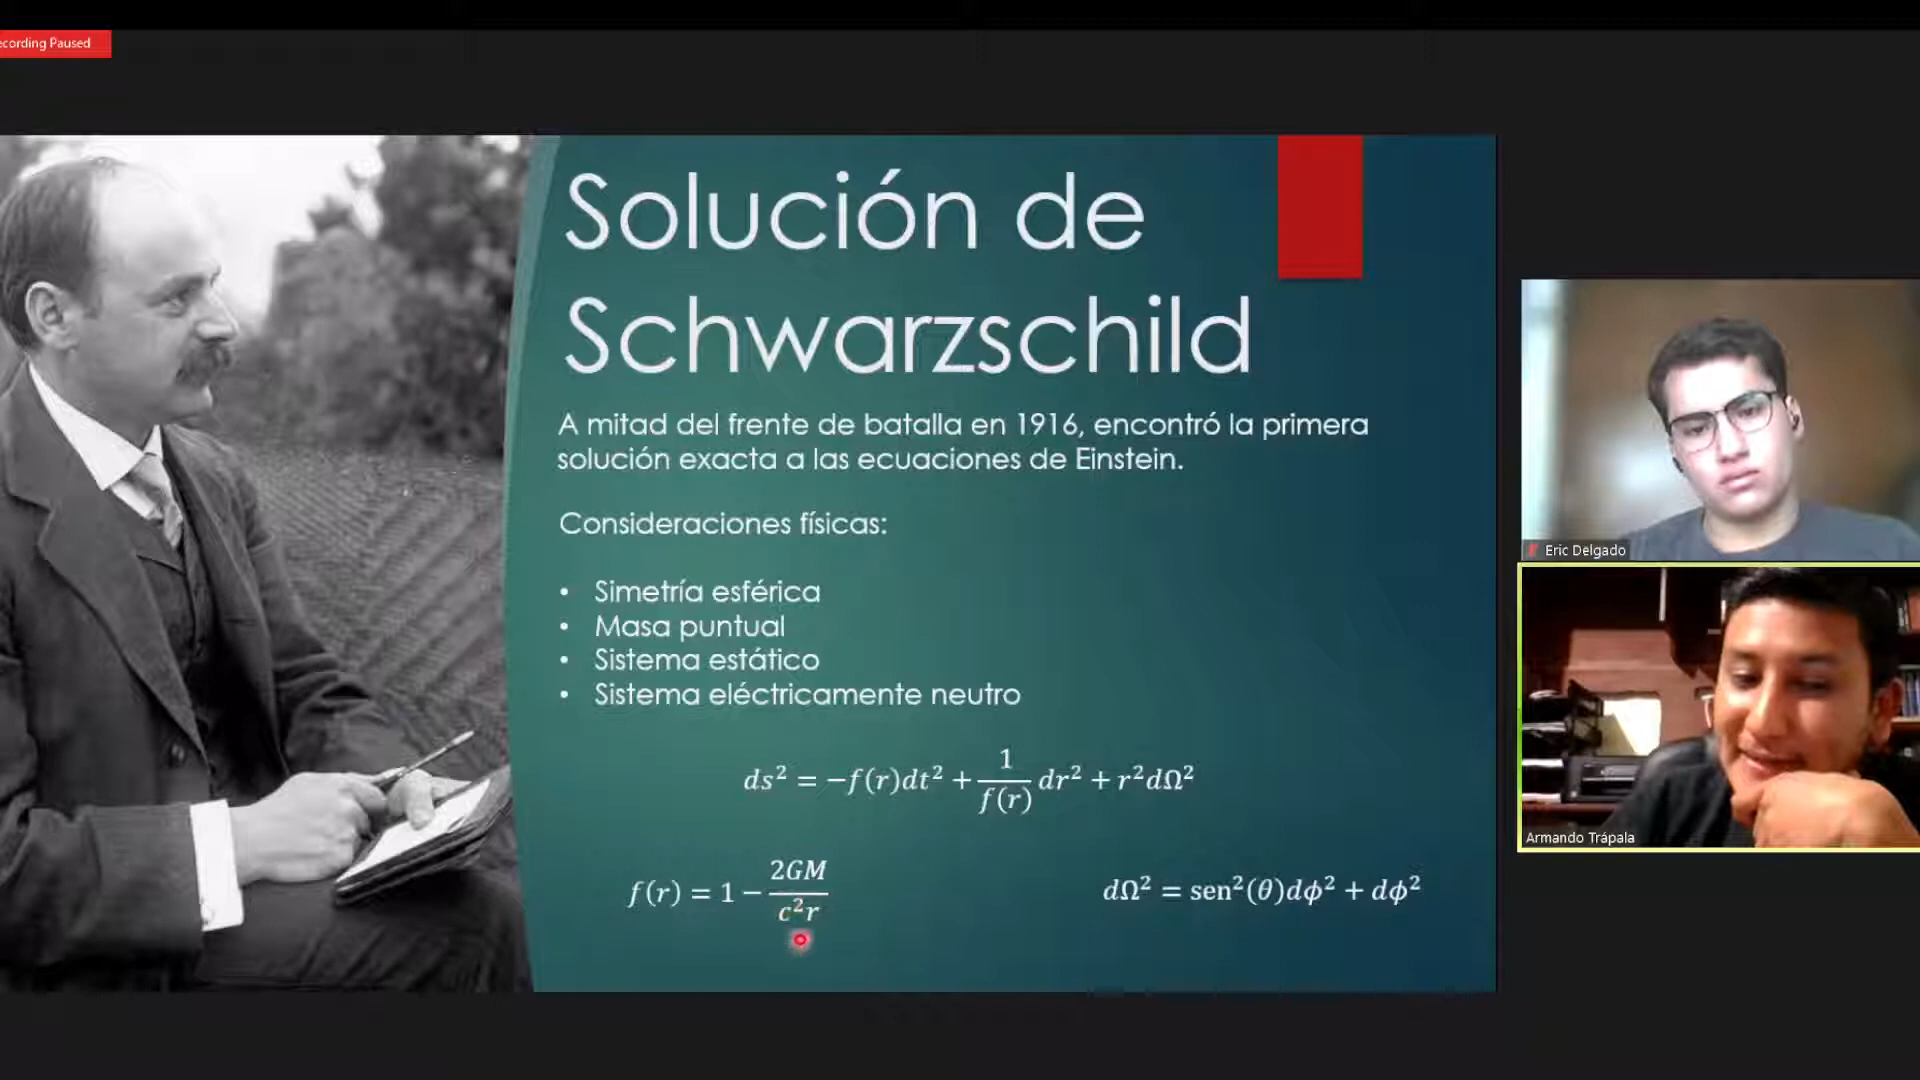 ecording Paused
Solución de
Schwarzschild
A mitad del frente de batalla en 1916, encontró la primera
solución exacta a las ecuaciones de Einstein.
Consideraciones físicas:
• Simetría esférica
• Masa puntual
• Sistema estático
• Sistema eléctricamente neutro
ds² = −f(r)dt² + 1/f(r) dr² + r²dΩ²
f(r) = 1 − 2GM/c²r
dΩ² = sen²(θ)dϕ² + dϕ²
Eric Delgado
Armando Trápala